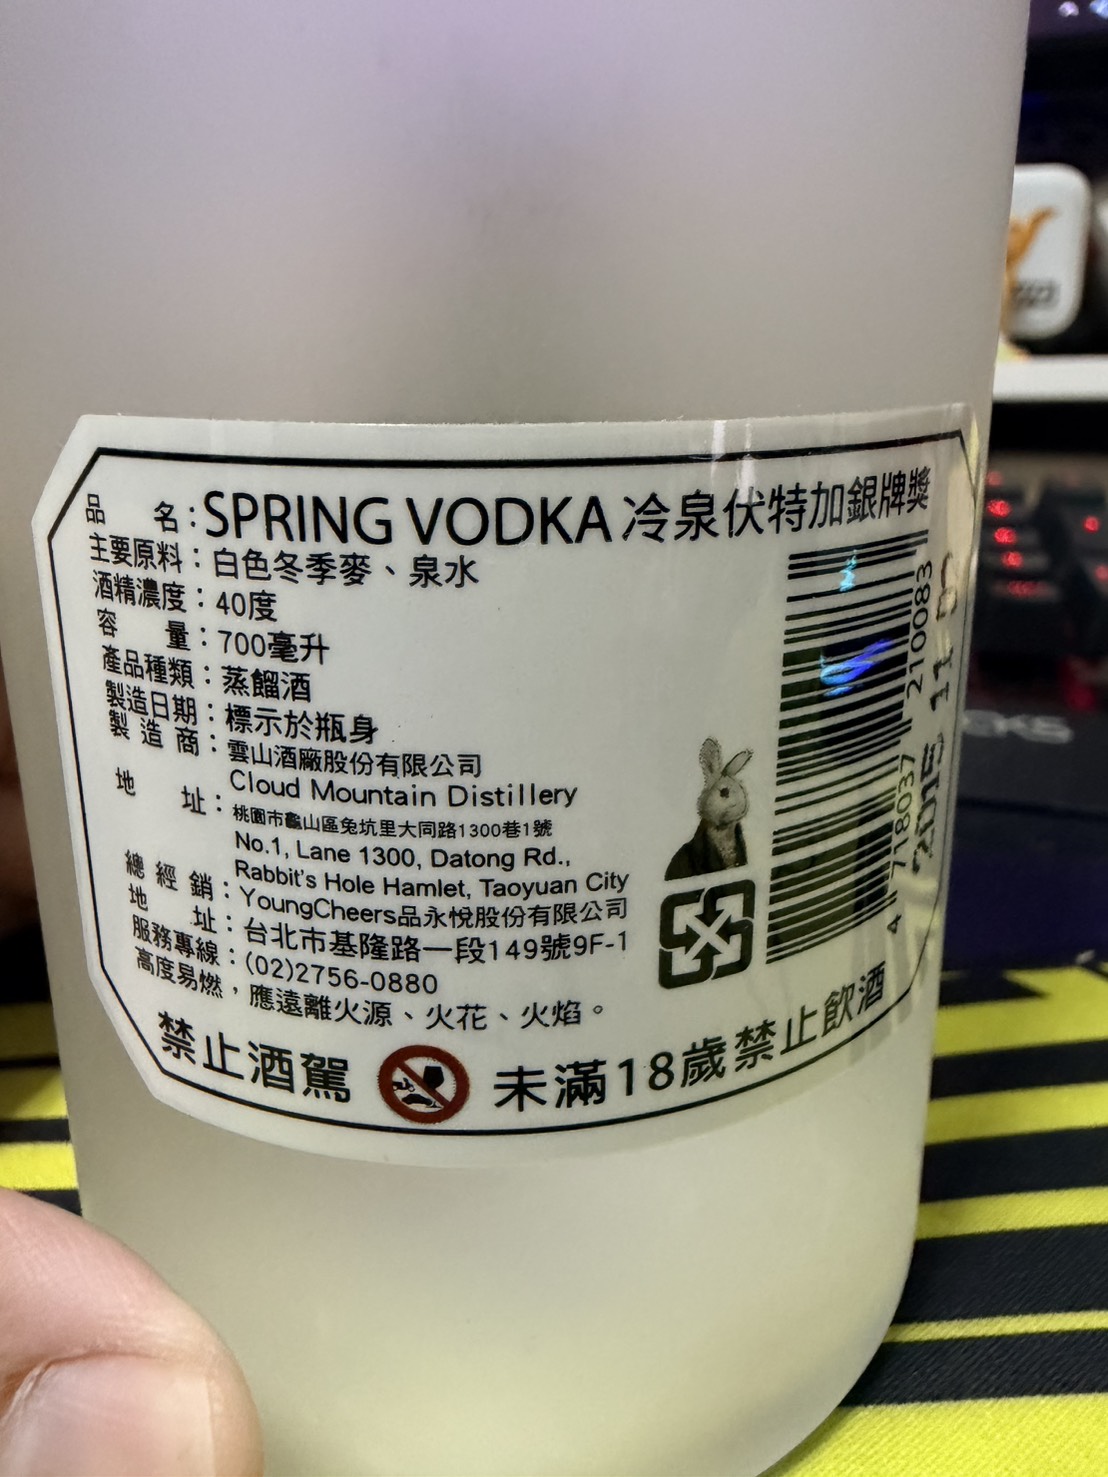 品 名：SPRING VODKA 冷泉伏特加銀牌獎
主要原料：白色冬季麥、泉水
酒精濃度：40度
容 量：700毫升
產品種類：蒸餾酒
製造日期：標示於瓶身
製造商：雲山酒廠股份有限公司
Cloud Mountain Distillery
地 址：桃園市龜山區兔坑里大同路1300巷1號
No.1, Lane 1300, Datong Rd.,
Rabbit's Hole Hamlet, Taoyuan City
總經銷：YoungCheers品永悅股份有限公司
地 址：台北市基隆路一段149號9F-1
服務專線：(02)2756-0880
高度易燃，應遠離火源、火花、火焰。
禁止酒駕 未滿18歲禁止飲酒
4 718037 210083
2015 11